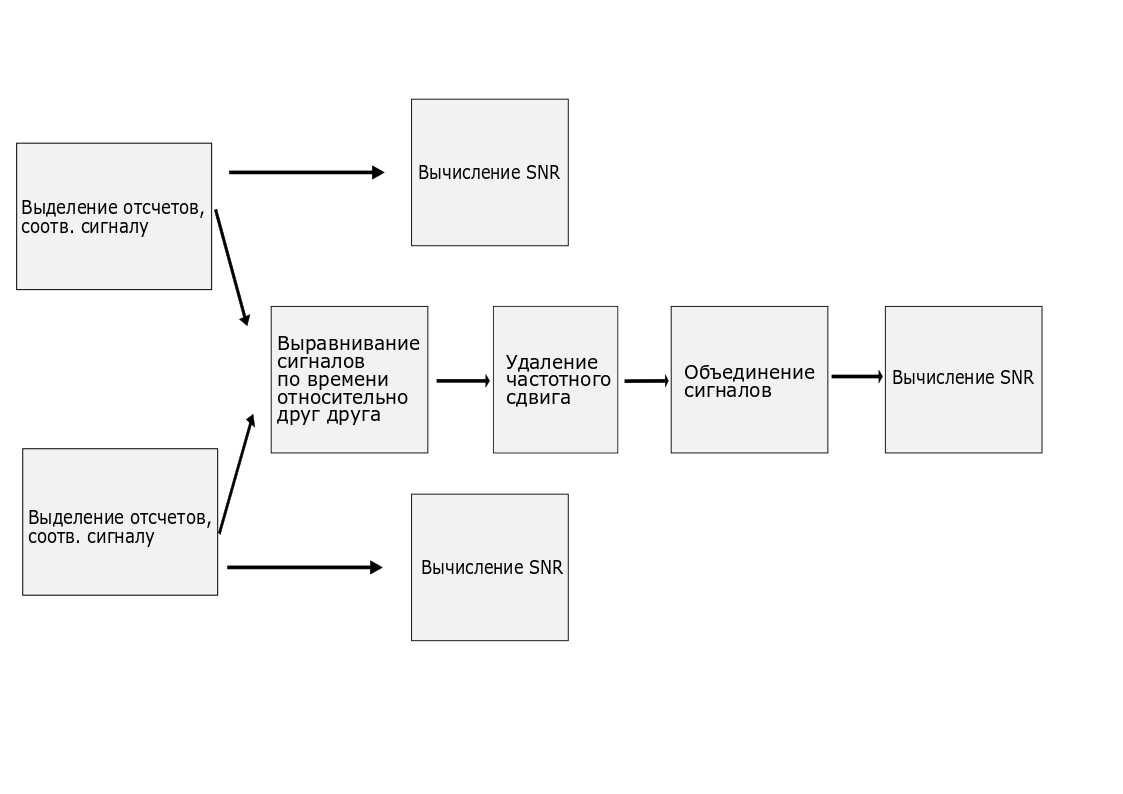 Вычисление SNR
Выделение отсчетов,
соотв. сигналу
Выравнивание
сигналов
по времени
относительно
друг друга
Удаление
частотного
сдвига
Объединение
сигналов
Вычисление SNR
Выделение отсчетов,
соотв. сигналу
Вычисление SNR